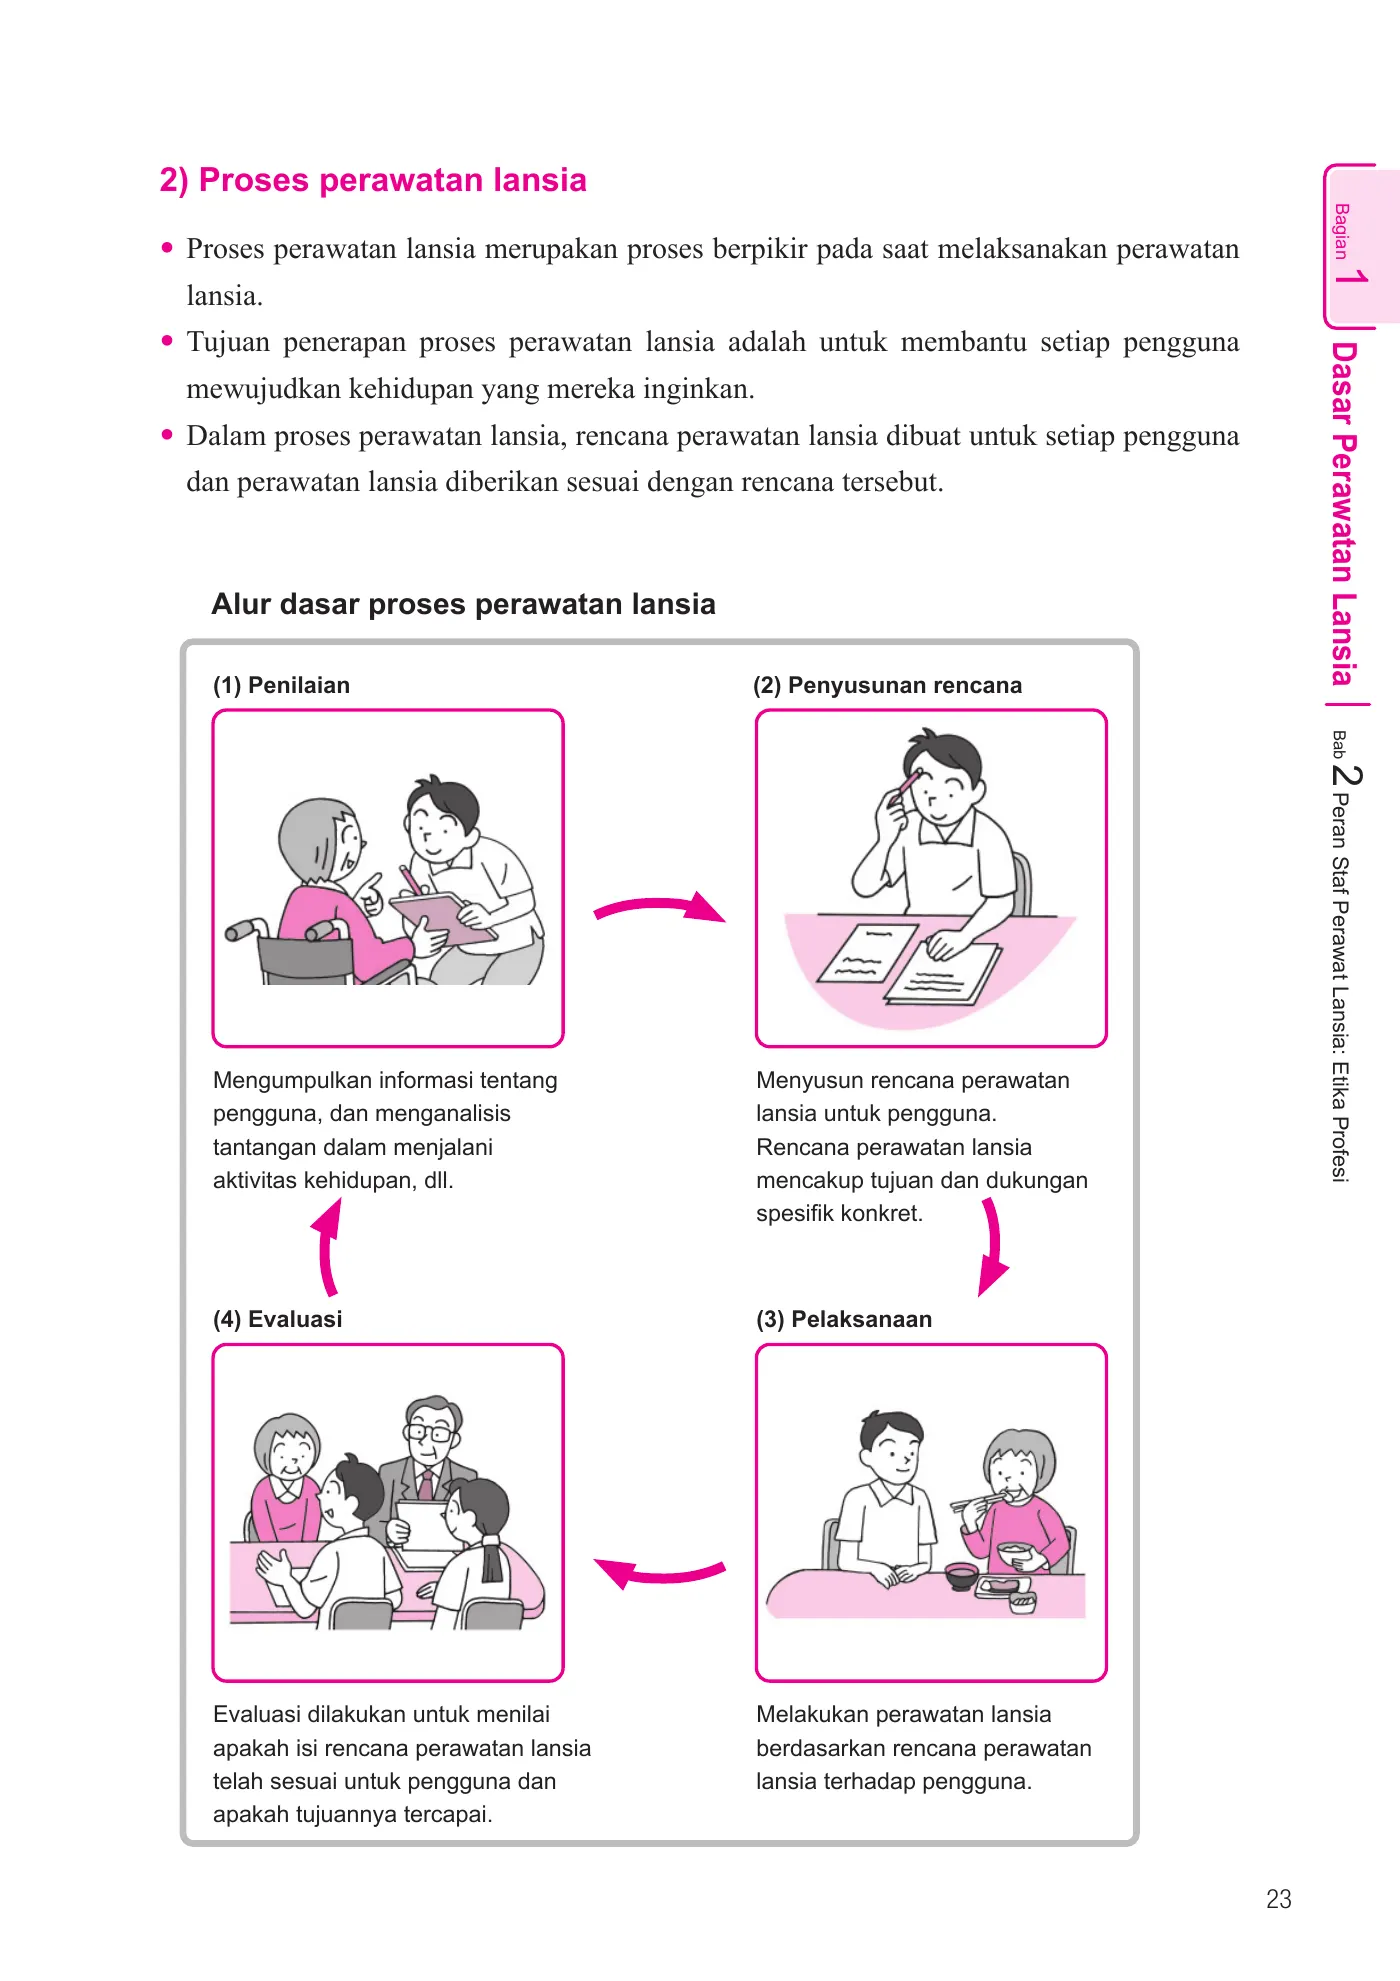 2) Proses perawatan lansia
• Proses perawatan lansia merupakan proses berpikir pada saat melaksanakan perawatan
lansia.
• Tujuan penerapan proses perawatan lansia adalah untuk membantu setiap pengguna
mewujudkan kehidupan yang mereka inginkan.
• Dalam proses perawatan lansia, rencana perawatan lansia dibuat untuk setiap pengguna
dan perawatan lansia diberikan sesuai dengan rencana tersebut.
Alur dasar proses perawatan lansia
(1) Penilaian
Mengumpulkan informasi tentang
pengguna, dan menganalisis
tantangan dalam menjalani
aktivitas kehidupan, dll.
(2) Penyusunan rencana
Menyusun rencana perawatan
lansia untuk pengguna.
Rencana perawatan lansia
mencakup tujuan dan dukungan
spesifik konkret.
(3) Pelaksanaan
Melakukan perawatan lansia
berdasarkan rencana perawatan
lansia terhadap pengguna.
(4) Evaluasi
Evaluasi dilakukan untuk menilai
apakah isi rencana perawatan lansia
telah sesuai untuk pengguna dan
apakah tujuannya tercapai.
Bagian 1 Dasar Perawatan Lansia
Bab 2 Peran Staf Perawat Lansia: Etika Profesi
23